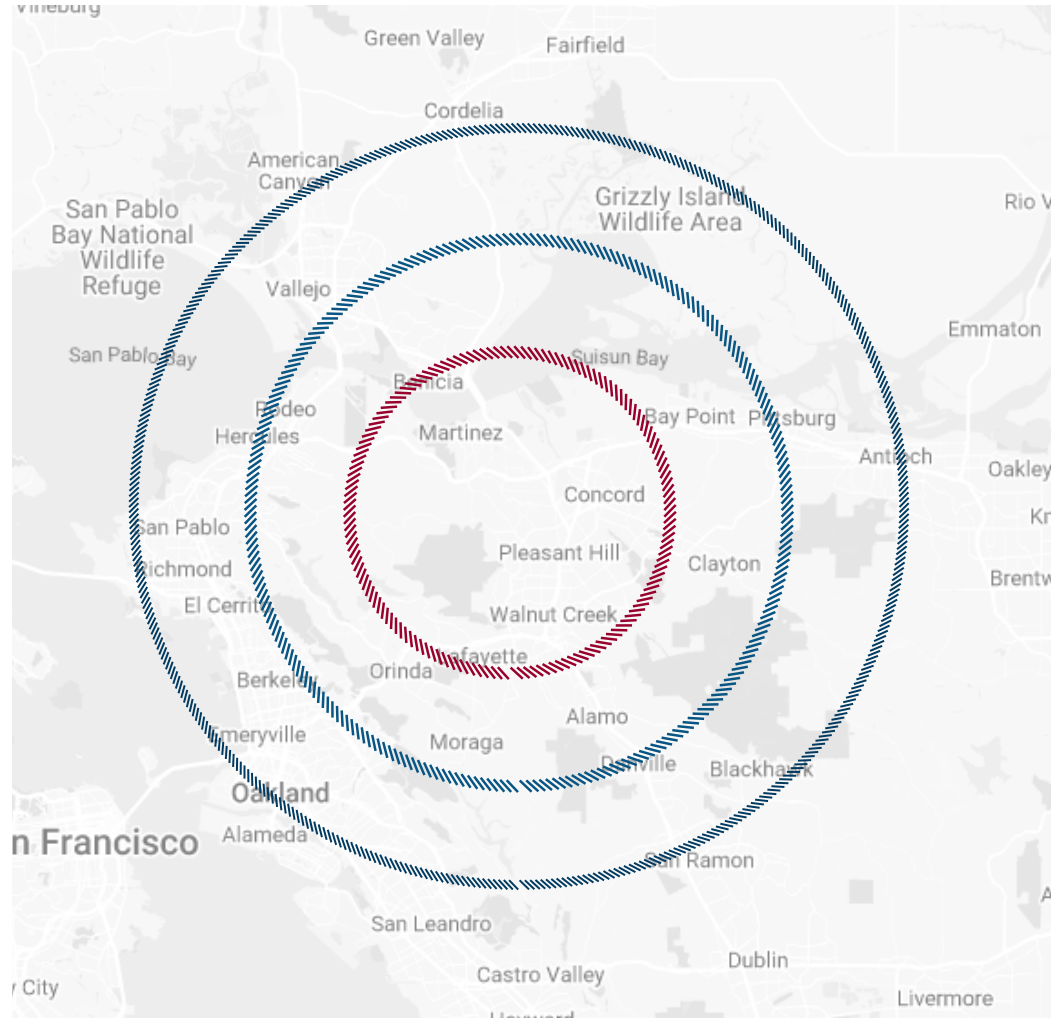 Vineburg
Green Valley
Fairfield
Cordelia
American
Canyon
San Pablo
Bay National
Wildlife
Refuge
Grizzly Island
Wildlife Area
Rio V
Vallejo
Emmaton
San Pablo Bay
Suisun Bay
Benicia
Rodeo
Bay Point
Pittsburg
Hercules
Martinez
Antioch
Oakley
Concord
San Pablo
Kn
Pleasant Hill
Clayton
Richmond
Brentw
El Cerrito
Walnut Creek
Lafayette
Orinda
Berkeley
Alamo
Emeryville
Moraga
Danville
Blackhawk
Oakland
Alameda
n Francisco
San Ramon
A
San Leandro
Dublin
Castro Valley
y City
Livermore
Hayward